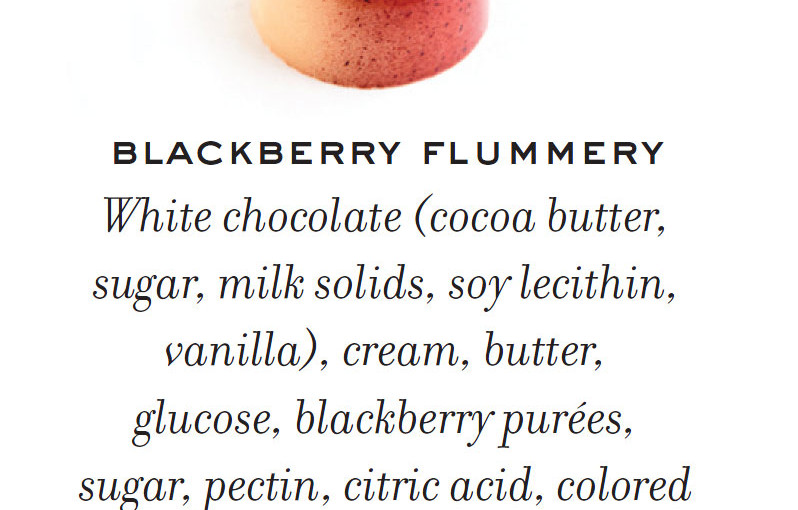 BLACKBERRY FLUMMERY
White chocolate (cocoa butter,
sugar, milk solids, soy lecithin,
vanilla), cream, butter,
glucose, blackberry purées,
sugar, pectin, citric acid, colored